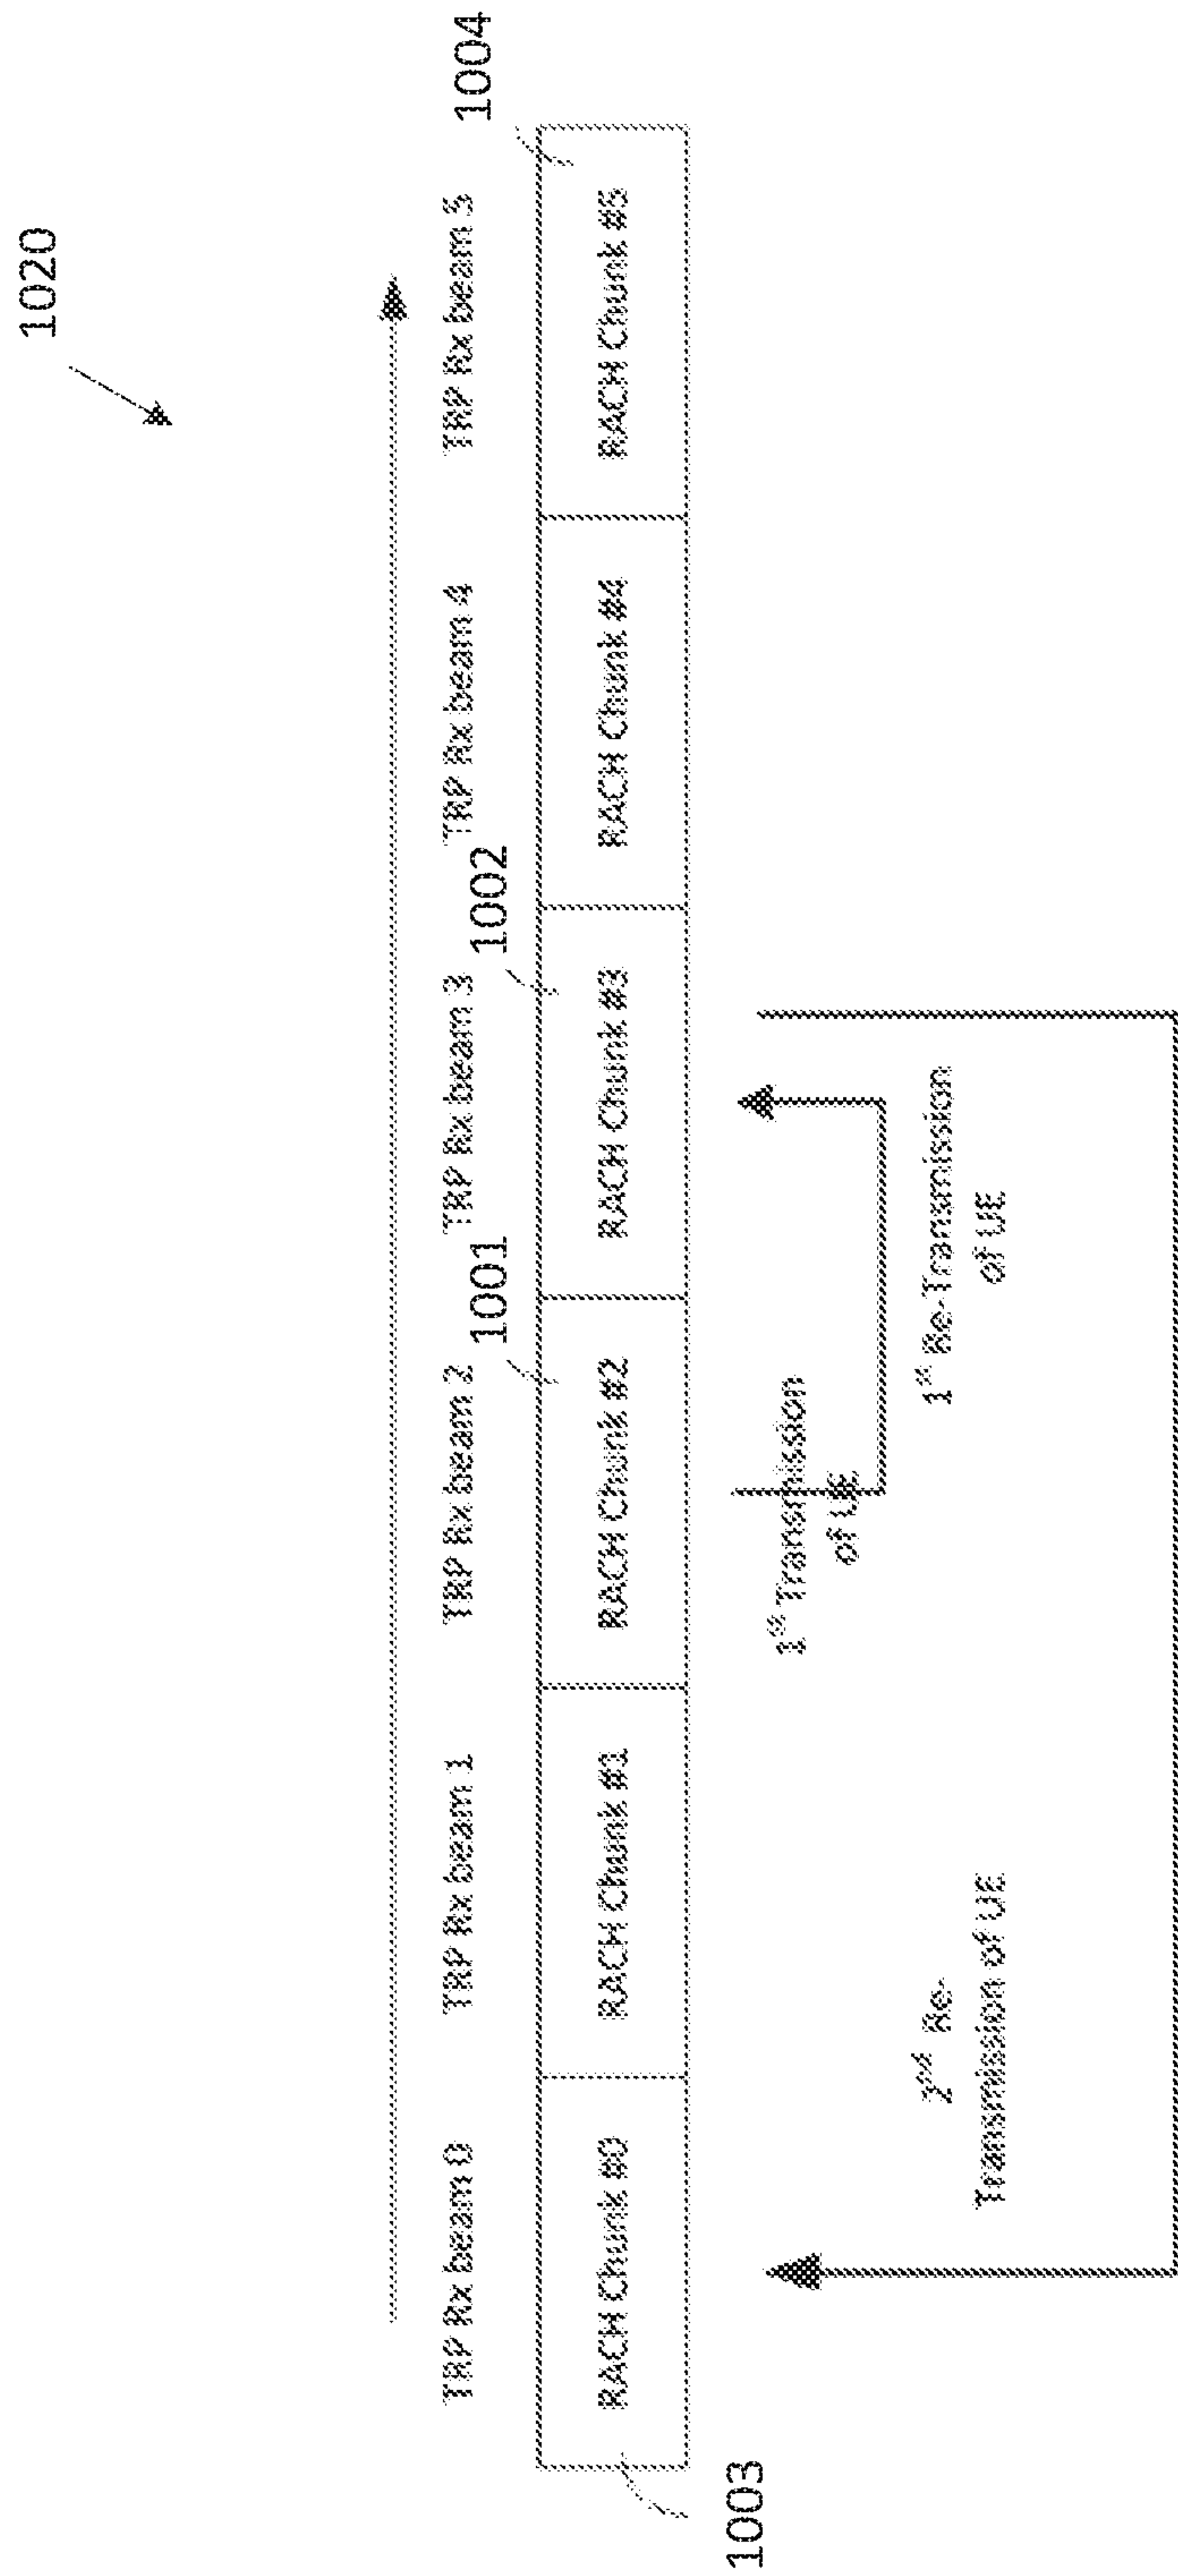 1020
TRP Rx beam 0
TRP Rx beam 1
TRP Rx beam 2
TRP Rx beam 3
TRP Rx beam 4
TRP Rx beam 5
1001
1002
1004
RACH Chunk #0
RACH Chunk #1
RACH Chunk #2
RACH Chunk #3
RACH Chunk #4
RACH Chunk #5
1003
1st Transmission
of UE
1st Re-Transmission
of UE
2nd Re-
Transmission of UE